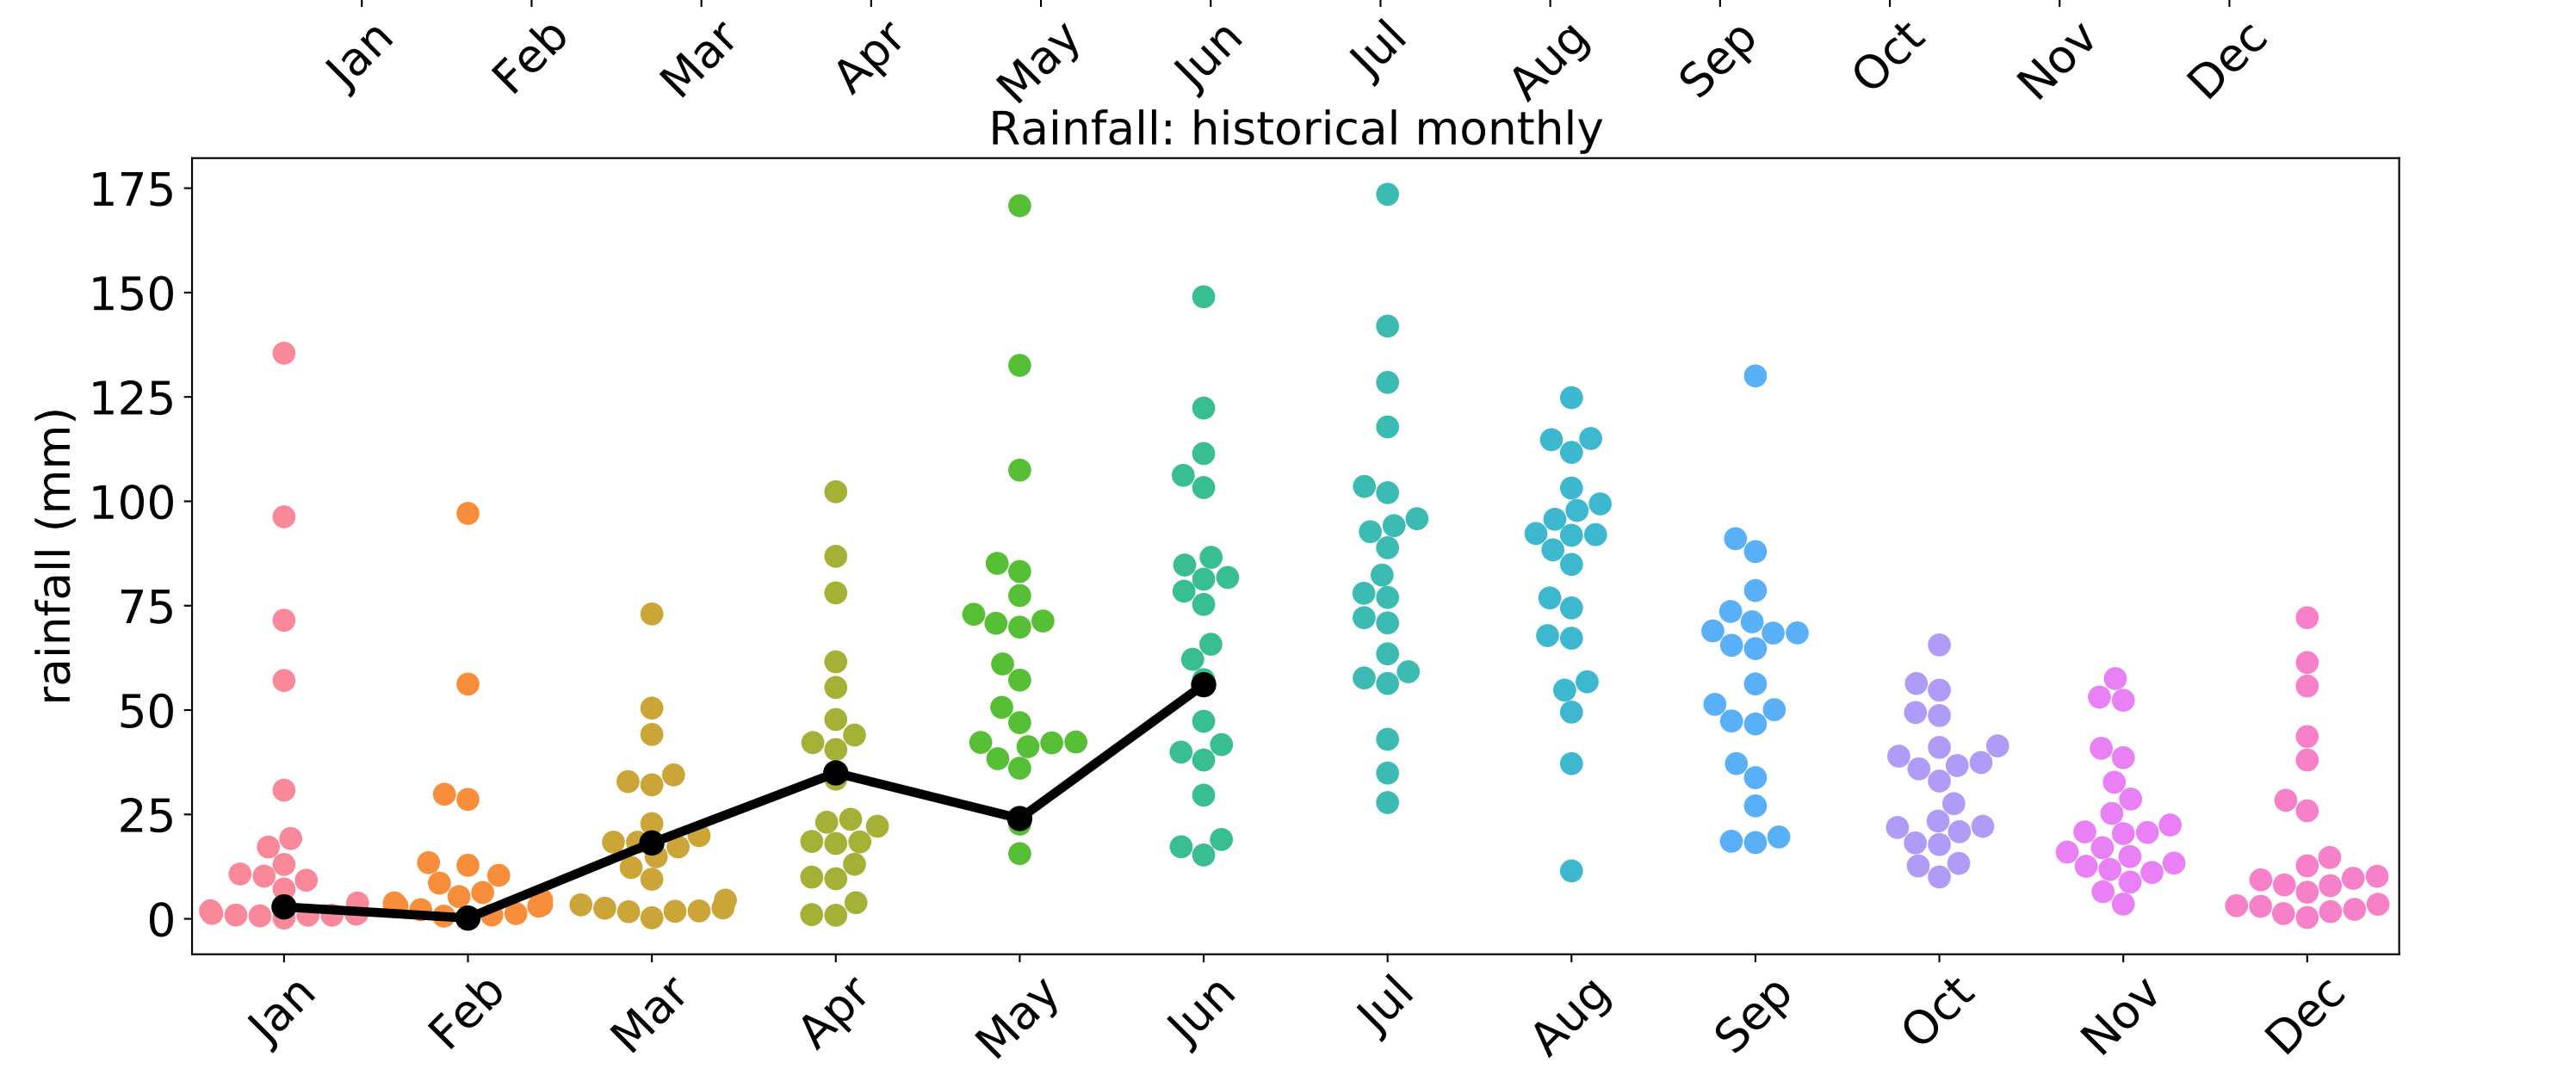 Jan Feb Mar Apr May Jun Jul Aug Sep Oct Nov Dec
Rainfall: historical monthly
rainfall (mm)
175
150
125
100
75
50
25
0
Jan Feb Mar Apr May Jun Jul Aug Sep Oct Nov Dec